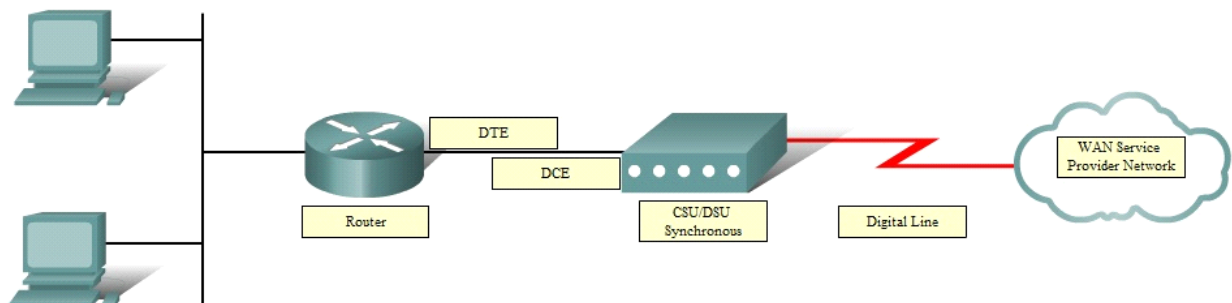 DTE
DCE
WAN Service
Provider Network
Router
CSU/DSU
Synchronous
Digital Line